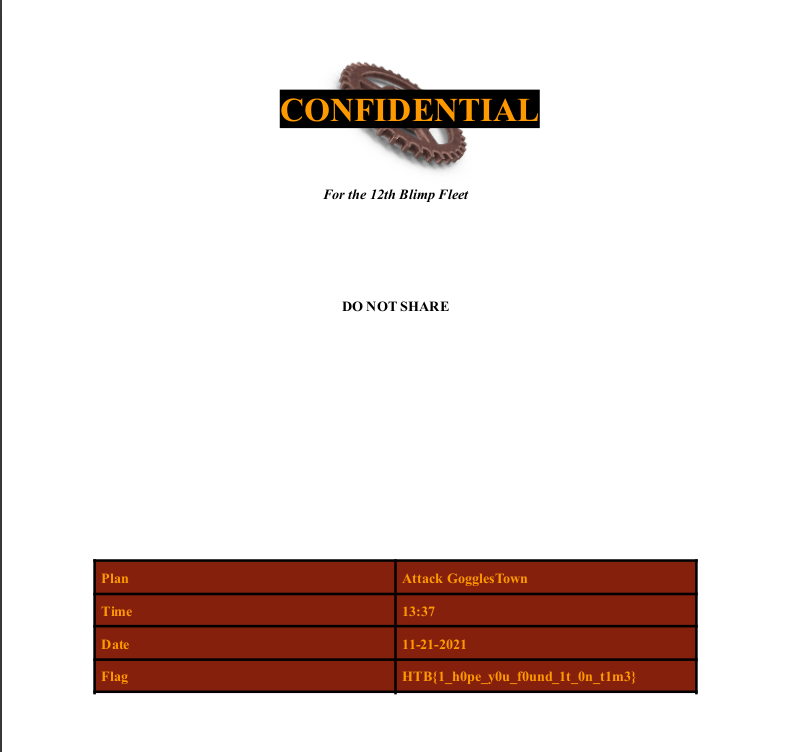 CONFIDENTIAL
For the 12th Blimp Fleet
DO NOT SHARE
Plan Attack GogglesTown
Time 13:37
Date 11-21-2021
Flag HTB{1_h0pe_y0u_f0und_1t_0n_t1m3}